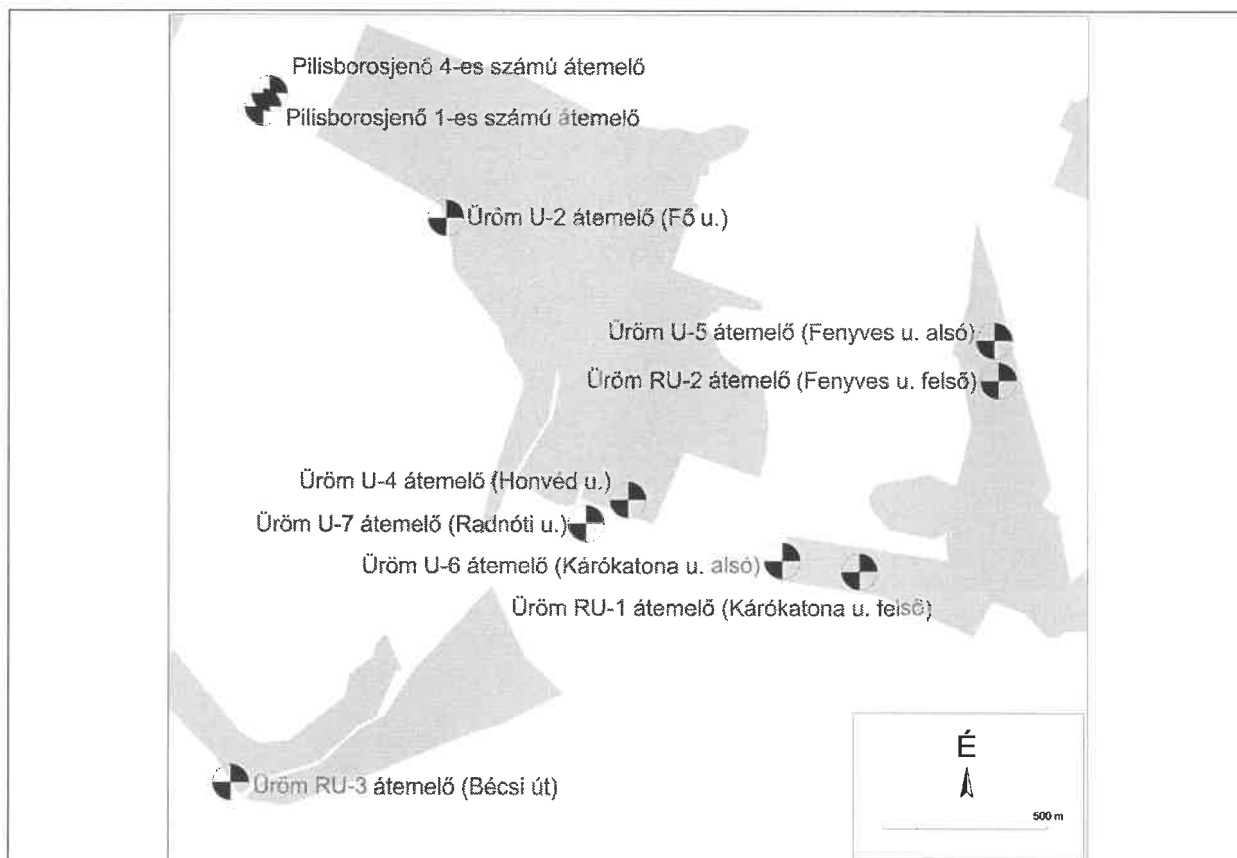 Pilisborosjenő 4-es számú átemelő
Pilisborosjenő 1-es számú átemelő
Üröm U-2 átemelő (Fő u.)
Üröm U-5 átemelő (Fenyves u. alsó)
Üröm RU-2 átemelő (Fenyves u. felső)
Üröm U-4 átemelő (Honvéd u.)
Üröm U-7 átemelő (Radnóti u.)
Üröm U-6 átemelő (Kárókatona u. alsó)
Üröm RU-1 átemelő (Kárókatona u. felső)
Üröm RU-3 átemelő (Bécsi út)
É
500 m